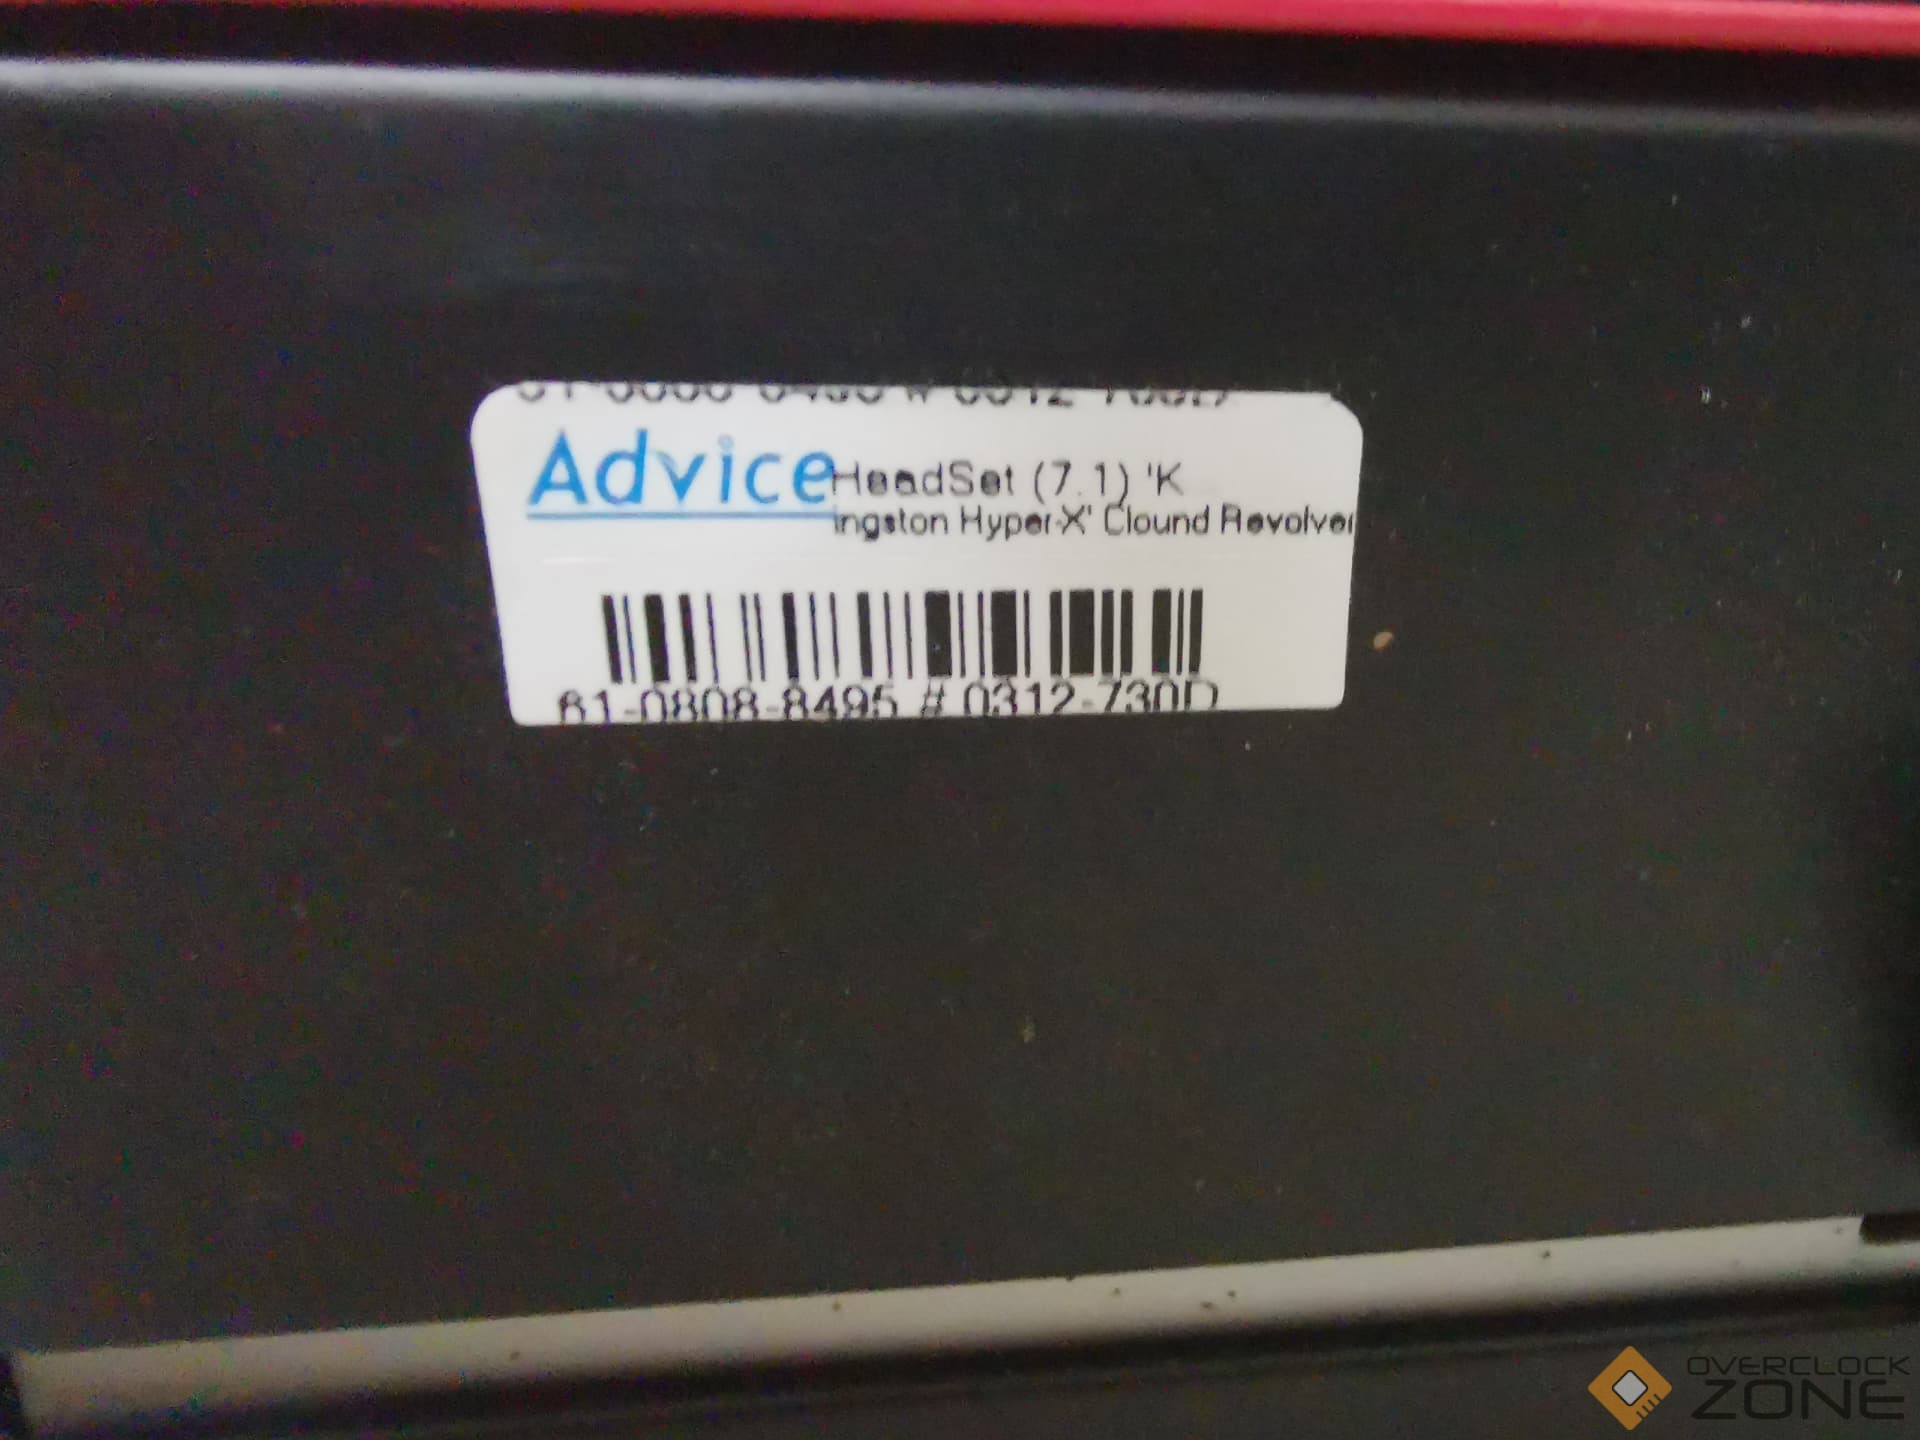 Advice HeadSet (7.1) 'K
ingston Hyper-X' Clound Revolver
61-0808-8495 # 0312-730D
OVERCLOCK
ZONE